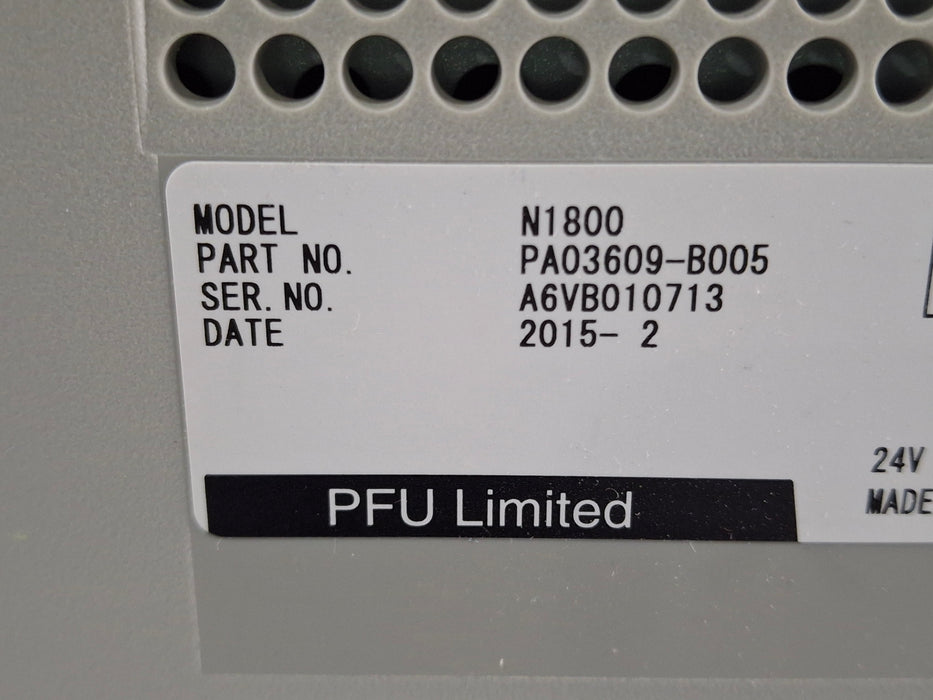 MODEL N1800
PART NO. PA03609-B005
SER.NO. A6VB010713
DATE 2015- 2
24V
PFU Limited MADE